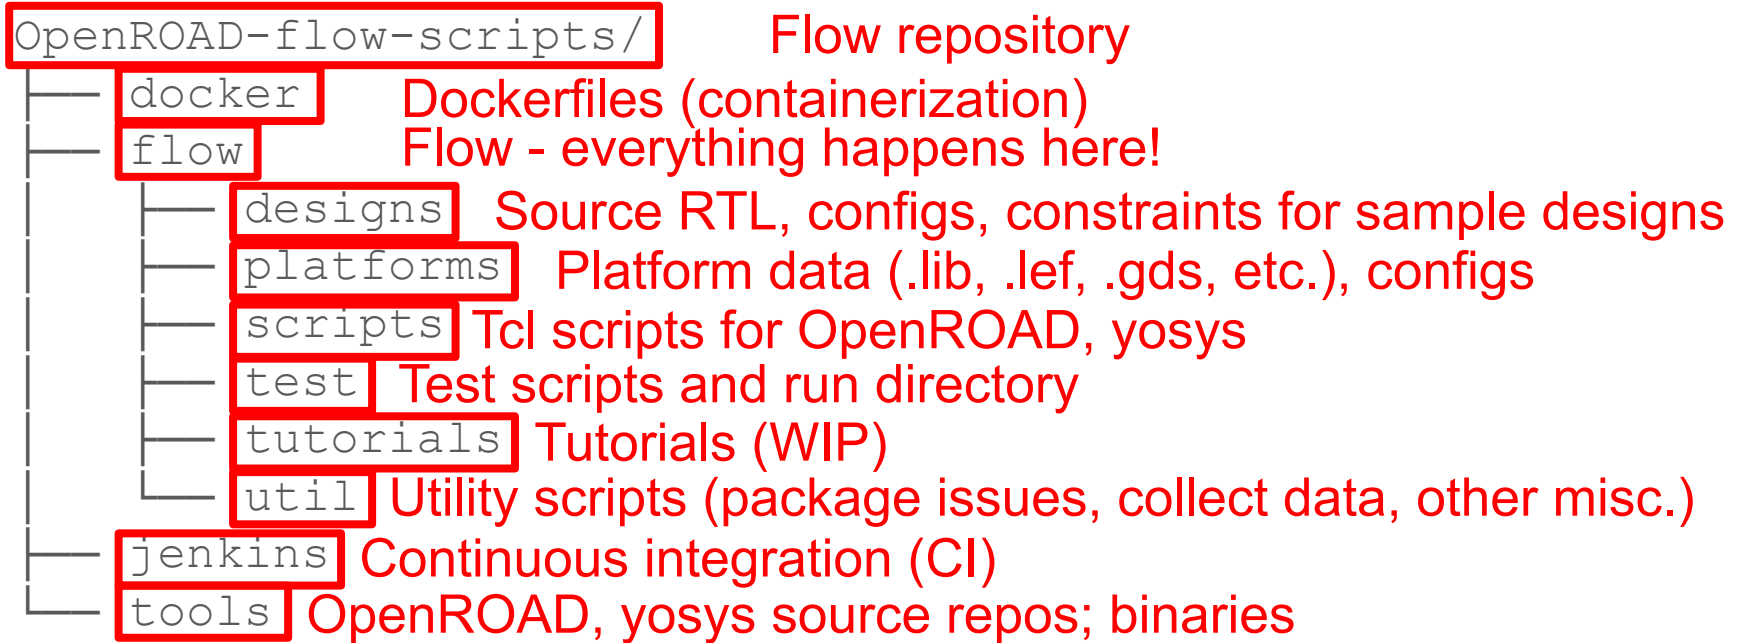 OpenROAD-flow-scripts/ Flow repository
docker Dockerfiles (containerization)
flow Flow - everything happens here!
designs Source RTL, configs, constraints for sample designs
platforms Platform data (.lib, .lef, .gds, etc.), configs
scripts Tcl scripts for OpenROAD, yosys
test Test scripts and run directory
tutorials Tutorials (WIP)
util Utility scripts (package issues, collect data, other misc.)
jenkins Continuous integration (CI)
tools OpenROAD, yosys source repos; binaries